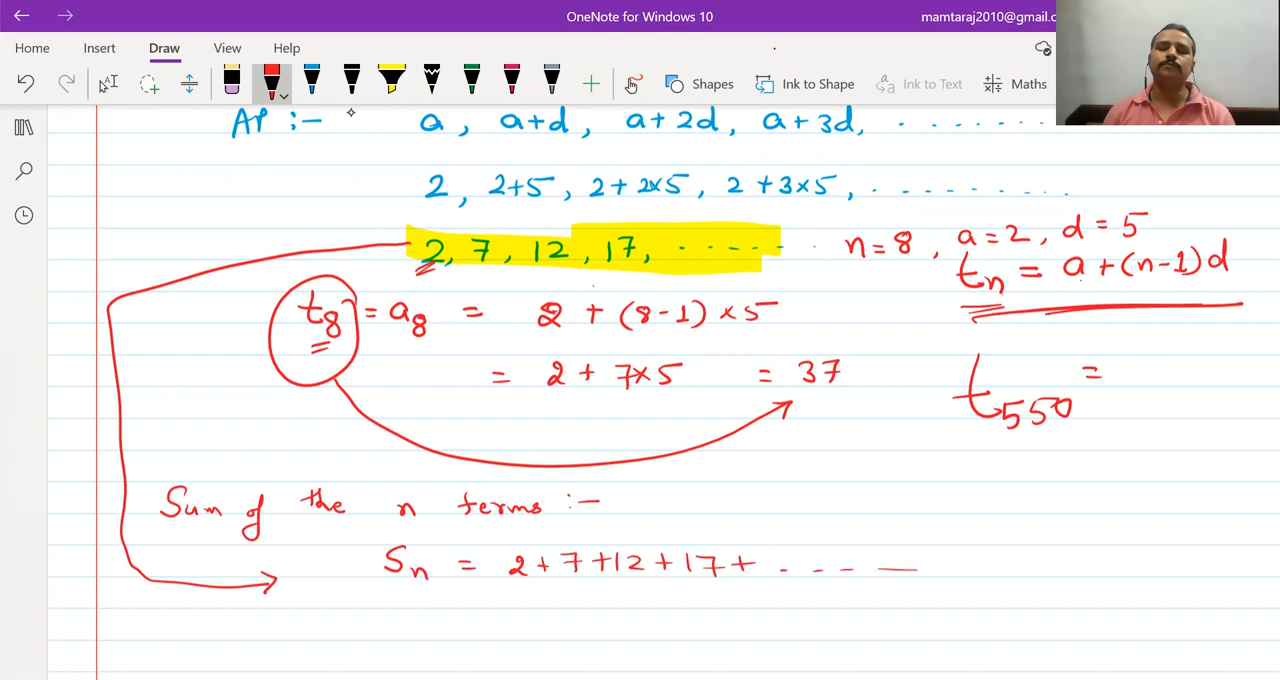 OneNote for Windows 10
mamtaraj2010@gmail.c
Home Insert Draw View Help
Shapes Ink to Shape Ink to Text Maths
AP :- a, a+d, a+2d, a+3d, ........
2, 2+5, 2+2×5, 2+3×5, ..........
2, 7, 12, 17, ------ . n=8, a=2, d=5
tn = a+(n-1)d
t8 = a8 = 2 + (8-1) ×5
= 2 + 7×5 = 37
t550 =
Sum of the n terms :-
Sn = 2+7+12+17+ - - - —